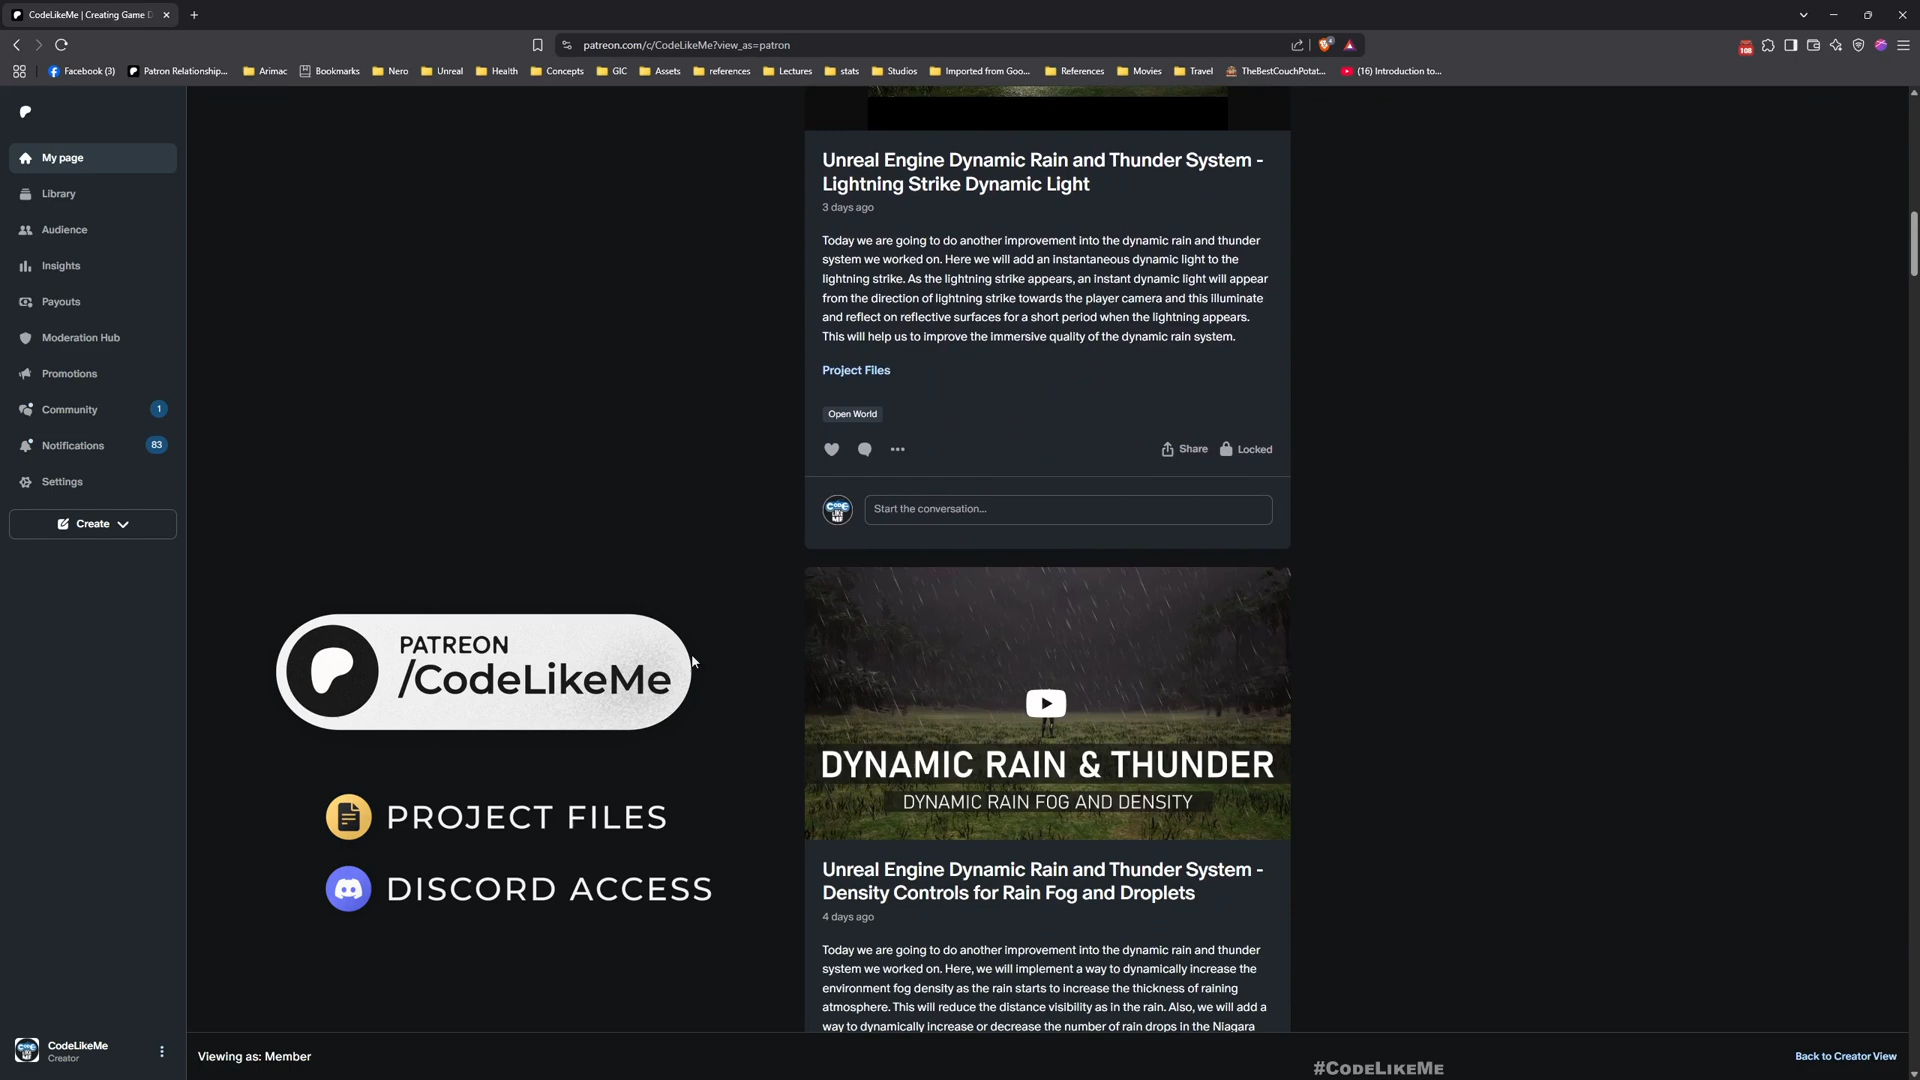 CodeLikeMe | Creating Game D
patreon.com/c/CodeLikeMe?view_as=patron
4
108
Facebook (3)
Patron Relationship...
Arimac
Bookmarks
Nero
Unreal
Health
Concepts
GIC
Assets
references
Lectures
stats
Studios
Imported from Goo...
References
Movies
Travel
TheBestCouchPotat...
(16) Introduction to...
My page
Library
Audience
Insights
Payouts
Moderation Hub
Promotions
Community 1
Notifications 83
Settings
Create
Unreal Engine Dynamic Rain and Thunder System -
Lightning Strike Dynamic Light
3 days ago
Today we are going to do another improvement into the dynamic rain and thunder
system we worked on. Here we will add an instantaneous dynamic light to the
lightning strike. As the lightning strike appears, an instant dynamic light will appear
from the direction of lightning strike towards the player camera and this illuminate
and reflect on reflective surfaces for a short period when the lightning appears.
This will help us to improve the immersive quality of the dynamic rain system.
Project Files
Open World
Share
Locked
CODE
LIKE
ME
Start the conversation...
PATREON
/CodeLikeMe
PROJECT FILES
DISCORD ACCESS
DYNAMIC RAIN & THUNDER
DYNAMIC RAIN FOG AND DENSITY
Unreal Engine Dynamic Rain and Thunder System -
Density Controls for Rain Fog and Droplets
4 days ago
Today we are going to do another improvement into the dynamic rain and thunder
system we worked on. Here, we will implement a way to dynamically increase the
environment fog density as the rain starts to increase the thickness of raining
atmosphere. This will reduce the distance visibility as in the rain. Also, we will add a
way to dynamically increase or decrease the number of rain drops in the Niagara
CodeLikeMe
Creator
Viewing as: Member
Back to Creator View
#CODELIKEME